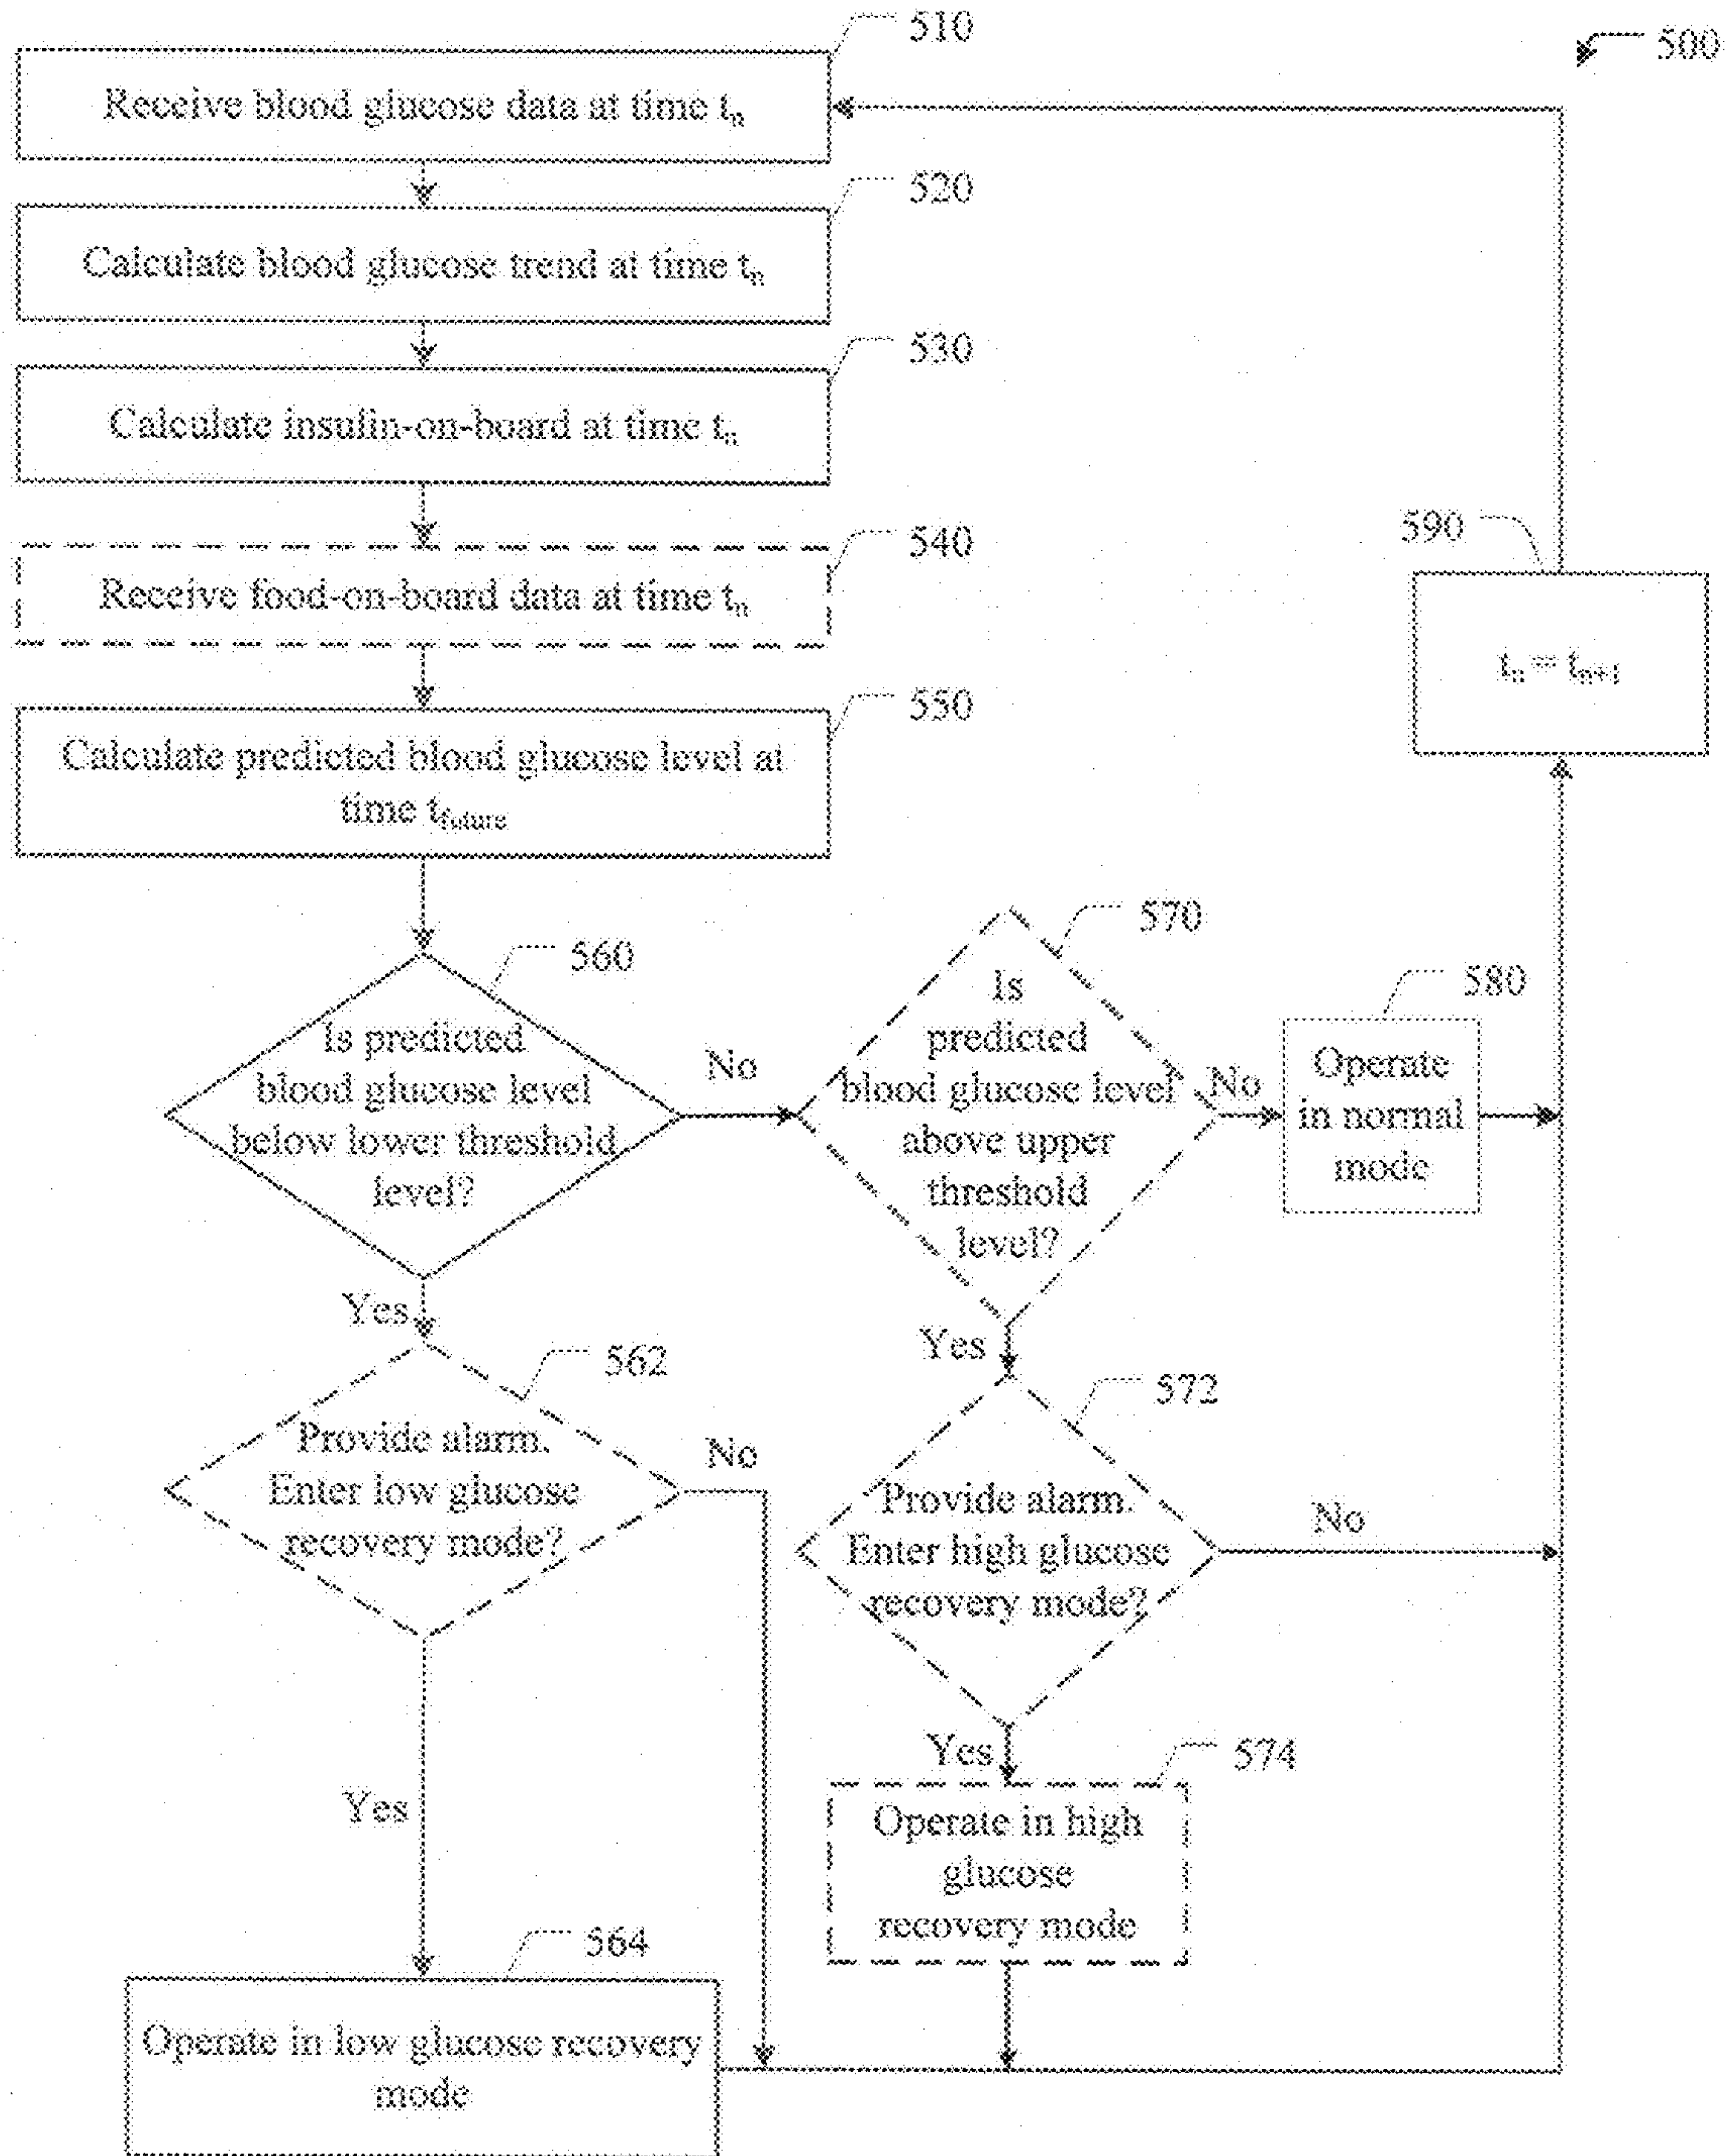 510
500
Receive blood glucose data at time tn
520
Calculate blood glucose trend at time tn
530
Calculate insulin-on-board at time tn
540
Receive food-on-board data at time tn
590
tn = tn+1
550
Calculate predicted blood glucose level at
time tfuture
560
Is predicted
blood glucose level
below lower threshold
level?
No
570
Is
predicted
blood glucose level
above upper
threshold
level?
No
580
Operate
in normal
mode
Yes
Yes
562
Provide alarm.
Enter low glucose
recovery mode?
No
572
Provide alarm.
Enter high glucose
recovery mode?
No
Yes
574
Operate in high
glucose
recovery mode
Yes
564
Operate in low glucose recovery
mode